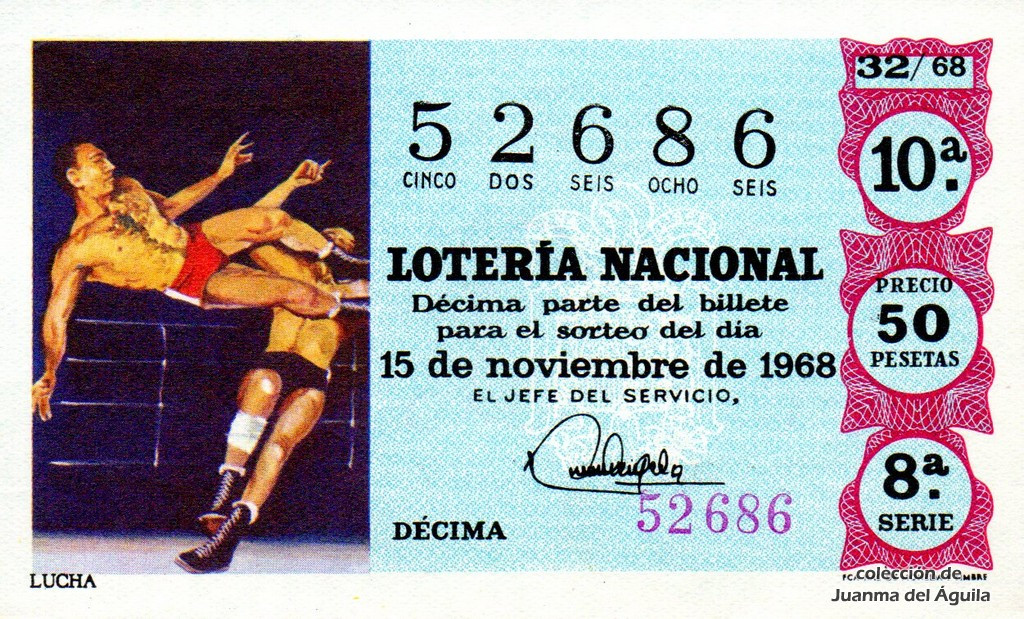 32/68
5 2 6 8 6
CINCO DOS SEIS OCHO SEIS
10ª.
LOTERÍA NACIONAL
Décima parte del billete
para el sorteo del dia
15 de noviembre de 1968
EL JEFE DEL SERVICIO,
PRECIO
50
PESETAS
52686
DÉCIMA
8ª.
SERIE
LUCHA
colección de
Juanma del Águila